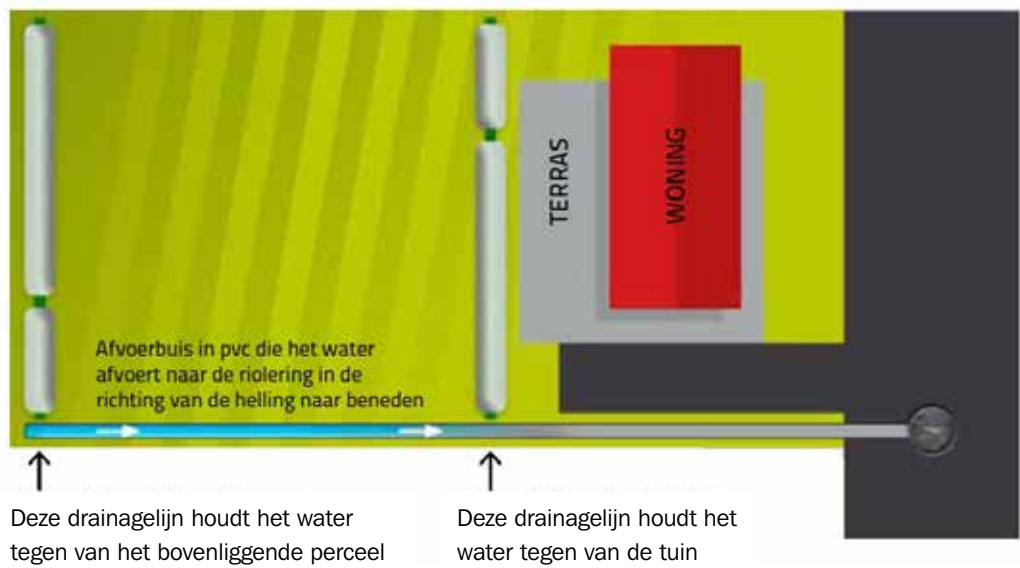 TERRAS
WONING
Afvoerbuis in pvc die het water
afvoert naar de riolering in de
richting van de helling naar beneden
Deze drainagelijn houdt het water
tegen van het bovenliggende perceel
Deze drainagelijn houdt het
water tegen van de tuin